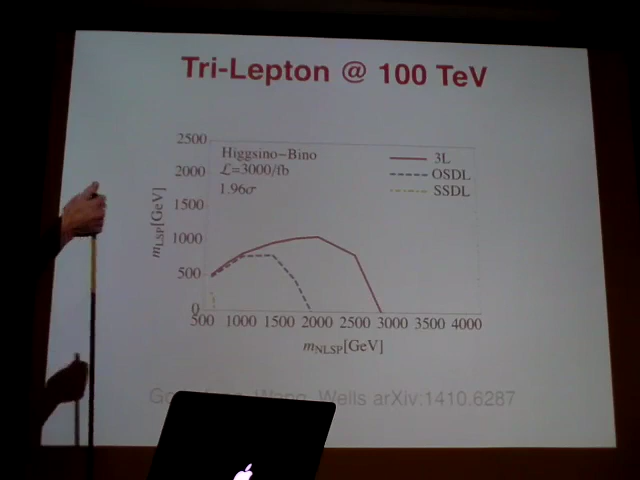 Tri-Lepton @ 100 TeV
2500
2000
1500
1000
500
0
m_LSP[GeV]
Higgsino−Bino
ℒ=3000/fb
1.96σ
3L
OSDL
SSDL
500 1000 1500 2000 2500 3000 3500 4000
m_NLSP[GeV]
Wells arXiv:1410.6287